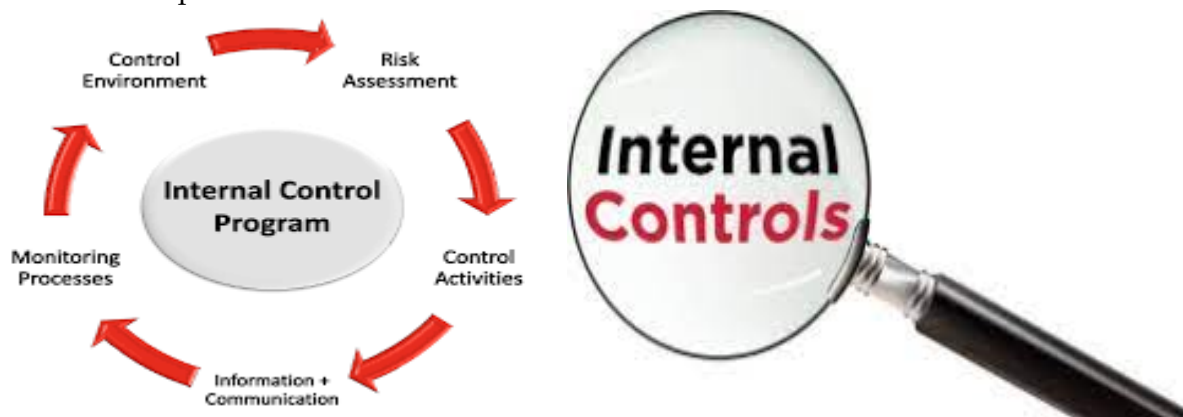 Control
Environment
Risk
Assessment
Internal Control
Program
Monitoring
Processes
Control
Activities
Information +
Communication
Internal
Controls